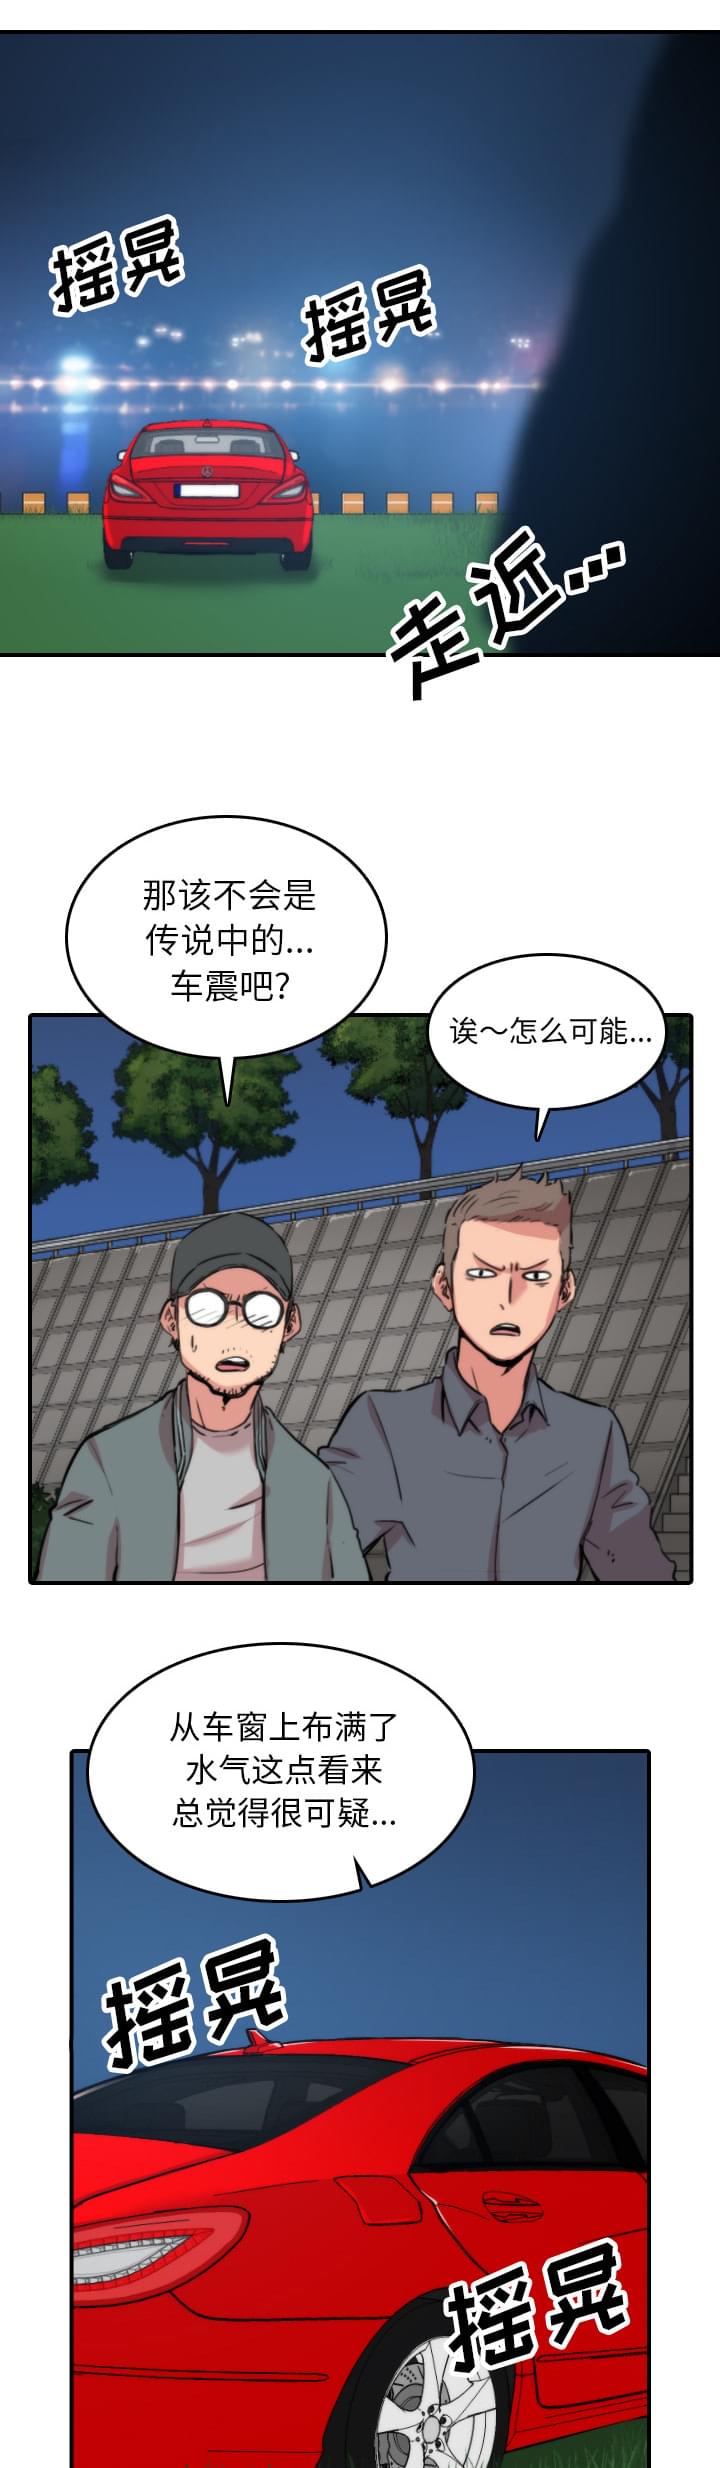 摇晃
摇晃
走近...
那该不会是
传说中的...
车震吧?
诶～怎么可能...
从车窗上布满了
水气这点看来
总觉得很可疑...
摇晃
摇晃